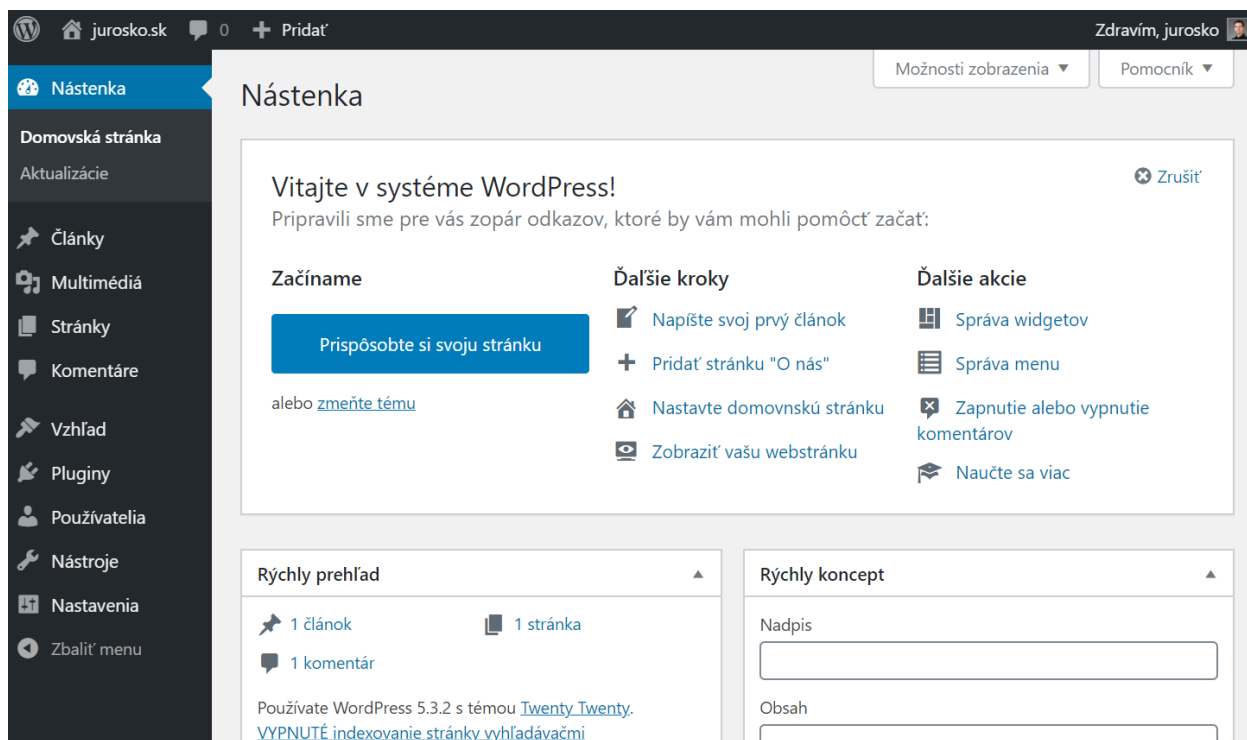 jurosko.sk 0 Pridať Zdravím, jurosko
Možnosti zobrazenia Pomocník
Nástenka
Domovská stránka
Aktualizácie
Články
Multimédiá
Stránky
Komentáre
Vzhľad
Pluginy
Používatelia
Nástroje
Nastavenia
Zbaliť menu
Nástenka
Vitajte v systéme WordPress!
Zrušiť
Pripravili sme pre vás zopár odkazov, ktoré by vám mohli pomôcť začať:
Začíname
Prispôsobte si svoju stránku
alebo zmeňte tému
Ďaľšie kroky
Napíšte svoj prvý článok
Pridať stránku "O nás"
Nastavte domovnskú stránku
Zobraziť vašu webstránku
Ďalšie akcie
Správa widgetov
Správa menu
Zapnutie alebo vypnutie
komentárov
Naučte sa viac
Rýchly prehľad
1 článok
1 stránka
1 komentár
Používate WordPress 5.3.2 s témou Twenty Twenty.
VYPNUTÉ indexovanie stránky vyhľadávačmi
Rýchly koncept
Nadpis
Obsah